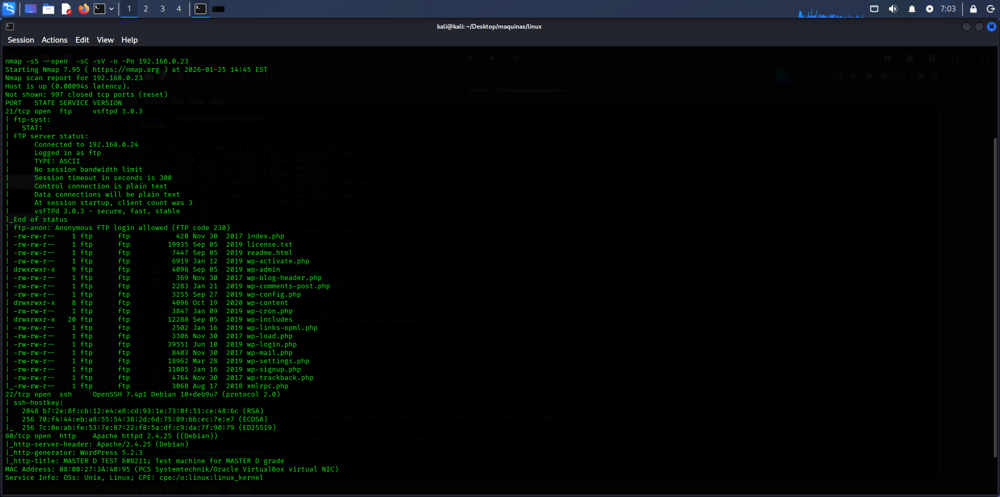 1 2 3 4 7:03
kali@kali: ~/Desktop/maquinas/linux
Session Actions Edit View Help
nmap -sS --open  -sC -sV -n -Pn 192.168.0.23
Starting Nmap 7.95 ( https://nmap.org ) at 2026-01-25 14:45 EST
Nmap scan report for 192.168.0.23
Host is up (0.00094s latency).
Not shown: 997 closed tcp ports (reset)
PORT   STATE SERVICE VERSION
21/tcp open  ftp     vsftpd 3.0.3
| ftp-syst:
|   STAT:
| FTP server status:
|      Connected to 192.168.0.24
|      Logged in as ftp
|      TYPE: ASCII
|      No session bandwidth limit
|      Session timeout in seconds is 300
|      Control connection is plain text
|      Data connections will be plain text
|      At session startup, client count was 3
|      vsFTPd 3.0.3 - secure, fast, stable
|_End of status
| ftp-anon: Anonymous FTP login allowed (FTP code 230)
| -rw-rw-r--    1 ftp      ftp           420 Nov 30  2017 index.php
| -rw-rw-r--    1 ftp      ftp         19935 Sep 05  2019 license.txt
| -rw-rw-r--    1 ftp      ftp          7447 Sep 05  2019 readme.html
| -rw-rw-r--    1 ftp      ftp          6919 Jan 12  2019 wp-activate.php
| drwxrwxr-x    9 ftp      ftp          4096 Sep 05  2019 wp-admin
| -rw-rw-r--    1 ftp      ftp           369 Nov 30  2017 wp-blog-header.php
| -rw-rw-r--    1 ftp      ftp          2283 Jan 21  2019 wp-comments-post.php
| -rw-rw-r--    1 ftp      ftp          3255 Sep 27  2019 wp-config.php
| drwxrwxr-x    8 ftp      ftp          4096 Oct 19  2020 wp-content
| -rw-rw-r--    1 ftp      ftp          3847 Jan 09  2019 wp-cron.php
| drwxrwxr-x   20 ftp      ftp         12288 Sep 05  2019 wp-includes
| -rw-rw-r--    1 ftp      ftp          2502 Jan 16  2019 wp-links-opml.php
| -rw-rw-r--    1 ftp      ftp          3306 Nov 30  2017 wp-load.php
| -rw-rw-r--    1 ftp      ftp         39551 Jun 10  2019 wp-login.php
| -rw-rw-r--    1 ftp      ftp          8403 Nov 30  2017 wp-mail.php
| -rw-rw-r--    1 ftp      ftp         18962 Mar 28  2019 wp-settings.php
| -rw-rw-r--    1 ftp      ftp         31085 Jan 16  2019 wp-signup.php
| -rw-rw-r--    1 ftp      ftp          4764 Nov 30  2017 wp-trackback.php
|_-rw-rw-r--    1 ftp      ftp          3068 Aug 17  2018 xmlrpc.php
22/tcp open  ssh     OpenSSH 7.4p1 Debian 10+deb9u7 (protocol 2.0)
| ssh-hostkey:
|   2048 b7:2e:8f:cb:12:e4:e8:cd:93:1e:73:0f:51:ce:48:6c (RSA)
|   256 70:f4:44:eb:a8:55:54:38:2d:6d:75:89:bb:ec:7e:e7 (ECDSA)
|_  256 7c:0e:ab:fe:53:7e:87:22:f8:5a:df:c9:da:7f:90:79 (ED25519)
80/tcp open  http    Apache httpd 2.4.25 ((Debian))
|_http-server-header: Apache/2.4.25 (Debian)
|_http-generator: WordPress 5.2.3
|_http-title: MASTER D TEST &#8211; Test machine for MASTER D grade
MAC Address: 08:00:27:3A:40:95 (PCS Systemtechnik/Oracle VirtualBox virtual NIC)
Service Info: OSs: Unix, Linux; CPE: cpe:/o:linux:linux_kernel
Screenshot_2026-05-02_07_00_25.png 1920 x 955 381.2 kB 83.5%